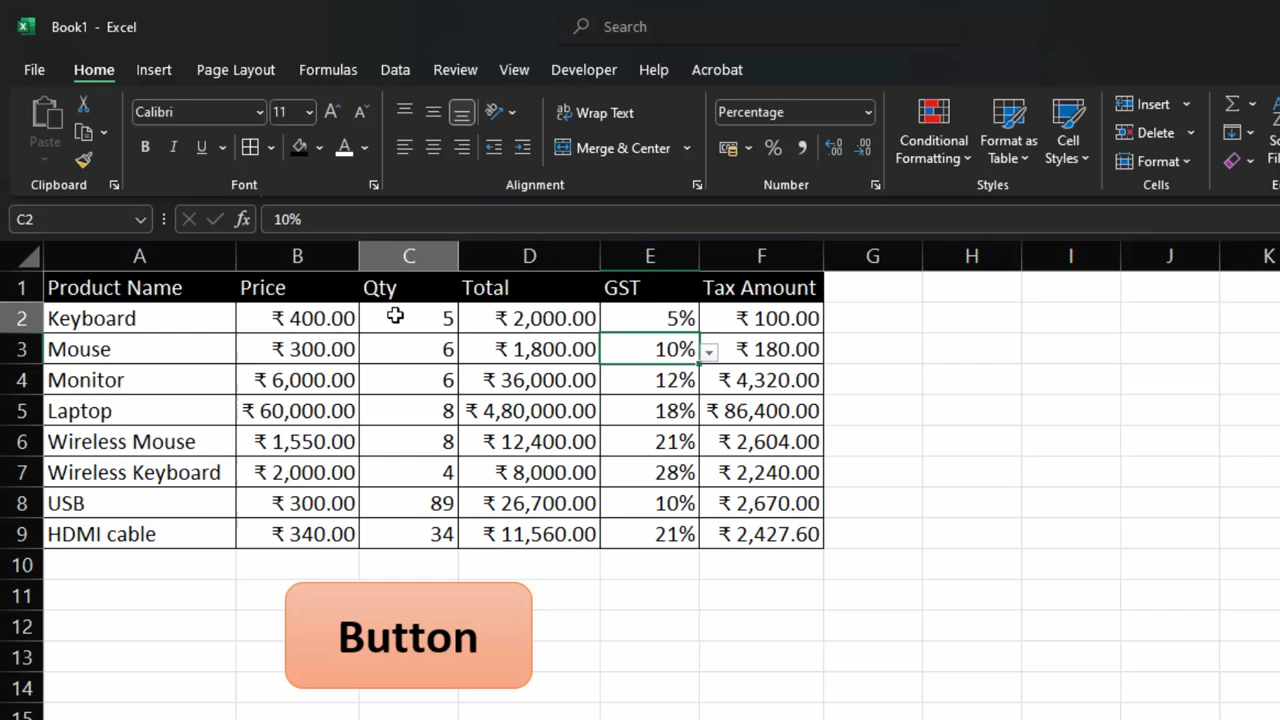 Book1 - Excel
Search
File Home Insert Page Layout Formulas Data Review View Developer Help Acrobat
Paste
Calibri 11
B I U
Wrap Text
Merge & Center
Percentage
Conditional Formatting
Format as Table
Cell Styles
Insert
Delete
Format
Clipboard Font Alignment Number Styles Cells
C2 fx 10%
A B C D E F G H I J K
1 Product Name Price Qty Total GST Tax Amount
2 Keyboard ₹ 400.00 5 ₹ 2,000.00 5% ₹ 100.00
3 Mouse ₹ 300.00 6 ₹ 1,800.00 10% ₹ 180.00
4 Monitor ₹ 6,000.00 6 ₹ 36,000.00 12% ₹ 4,320.00
5 Laptop ₹ 60,000.00 8 ₹ 4,80,000.00 18% ₹ 86,400.00
6 Wireless Mouse ₹ 1,550.00 8 ₹ 12,400.00 21% ₹ 2,604.00
7 Wireless Keyboard ₹ 2,000.00 4 ₹ 8,000.00 28% ₹ 2,240.00
8 USB ₹ 300.00 89 ₹ 26,700.00 10% ₹ 2,670.00
9 HDMI cable ₹ 340.00 34 ₹ 11,560.00 21% ₹ 2,427.60
10
11
12
Button
13
14
15